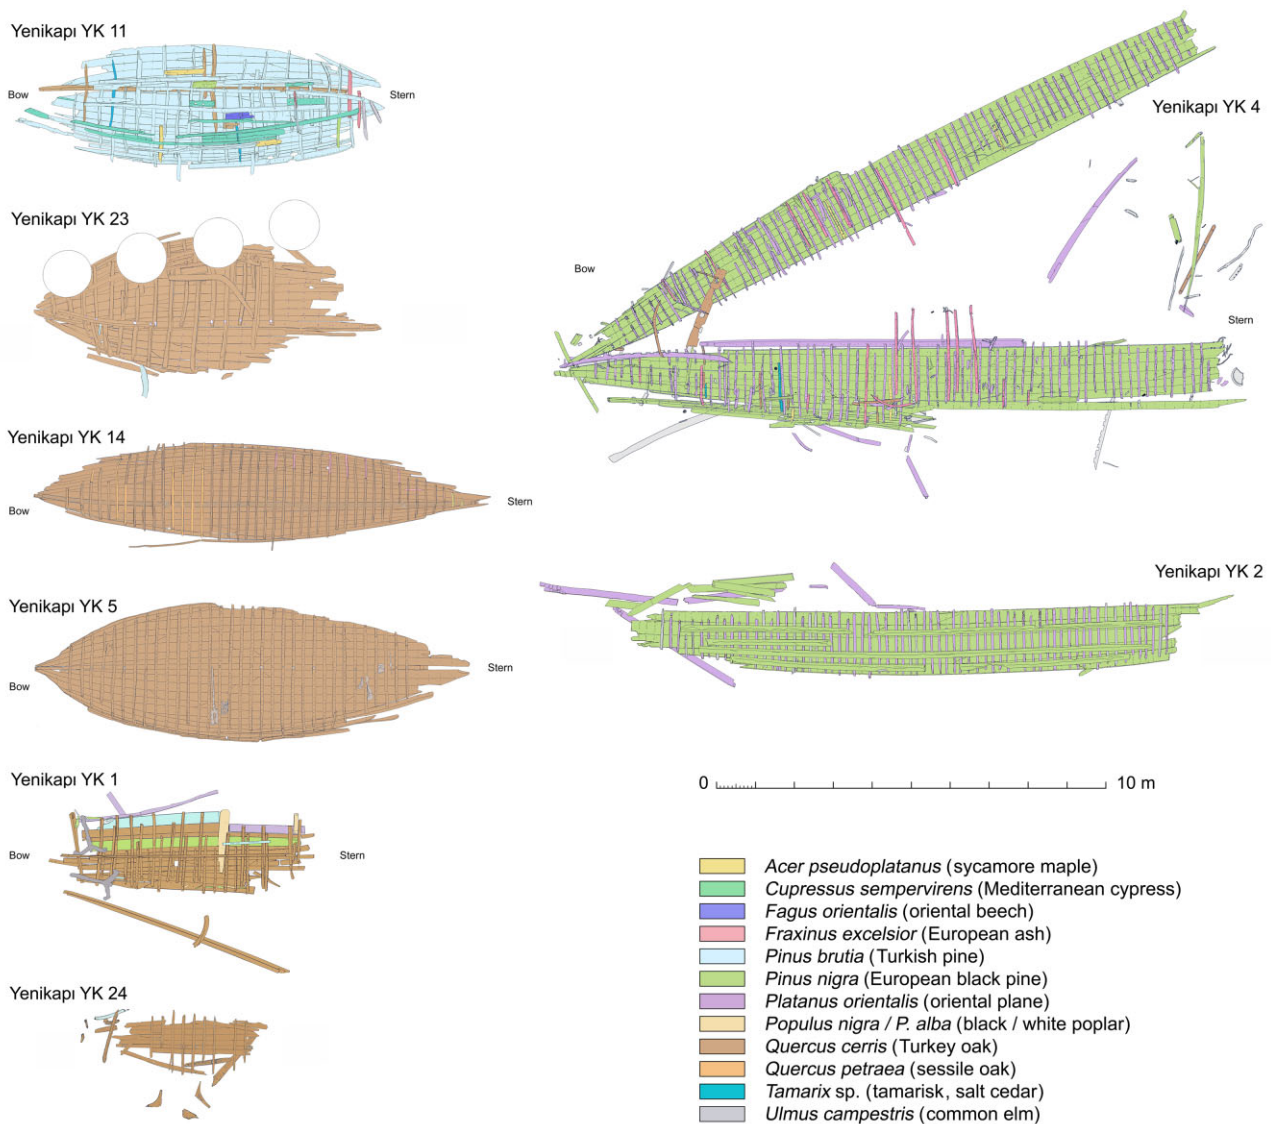 Yenikapı YK 11
Bow
Stern
Yenikapı YK 23
Yenikapı YK 14
Bow
Stern
Yenikapı YK 5
Bow
Stern
Yenikapı YK 1
Bow
Stern
Yenikapı YK 24
Yenikapı YK 4
Bow
Stern
Yenikapı YK 2
0 10 m
Acer pseudoplatanus (sycamore maple)
Cupressus sempervirens (Mediterranean cypress)
Fagus orientalis (oriental beech)
Fraxinus excelsior (European ash)
Pinus brutia (Turkish pine)
Pinus nigra (European black pine)
Platanus orientalis (oriental plane)
Populus nigra / P. alba (black / white poplar)
Quercus cerris (Turkey oak)
Quercus petraea (sessile oak)
Tamarix sp. (tamarisk, salt cedar)
Ulmus campestris (common elm)